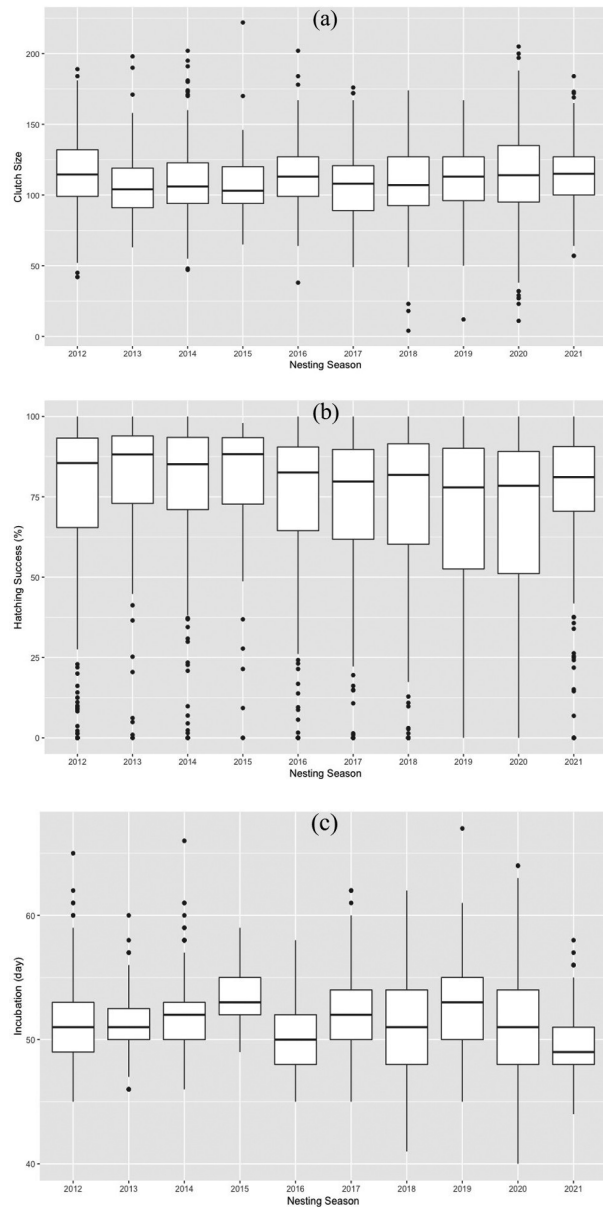 (a)
200
150
100
50
0
Clutch Size
2012 2013 2014 2015 2016 2017 2018 2019 2020 2021
Nesting Season
(b)
100
75
50
25
0
Hatching Success (%)
2012 2013 2014 2015 2016 2017 2018 2019 2020 2021
Nesting Season
(c)
60
50
40
Incubation (day)
2012 2013 2014 2015 2016 2017 2018 2019 2020 2021
Nesting Season